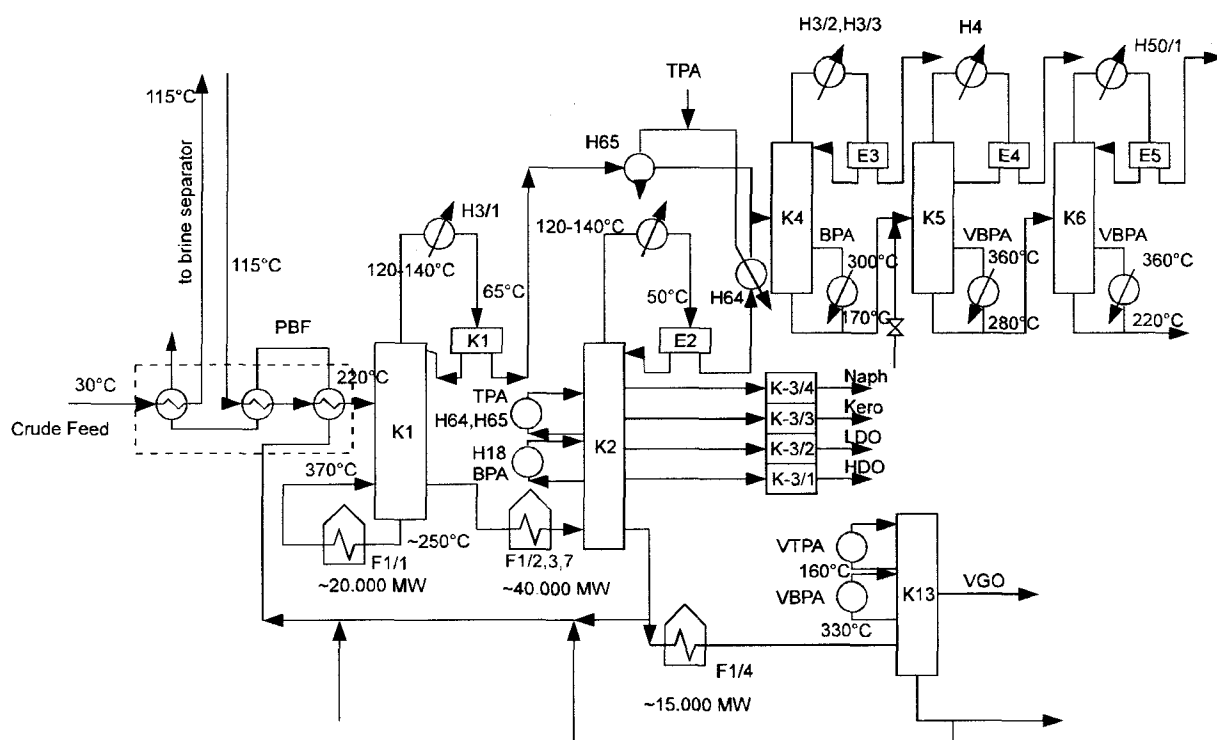 H3/2,H3/3
H4
H50/1
TPA
115°C
H65
E3
E4
E5
to brine separator
H3/1
120-140°C
K4
K5
K6
120-140°C
BPA
VBPA
VBPA
115°C
300°C
360°C
360°C
65°C
50°C
H64
170°C
280°C
220°C
PBF
K1
E2
30°C
220°C
Naph
TPA
K-3/4
Crude Feed
H64,H65
K-3/3
Kero
K1
K2
H18
K-3/2
LDO
370°C
BPA
K-3/1
HDO
~250°C
VTPA
F1/1
F1/2,3,7
160°C
~20.000 MW
~40.000 MW
VBPA
K13
VGO
330°C
F1/4
~15.000 MW